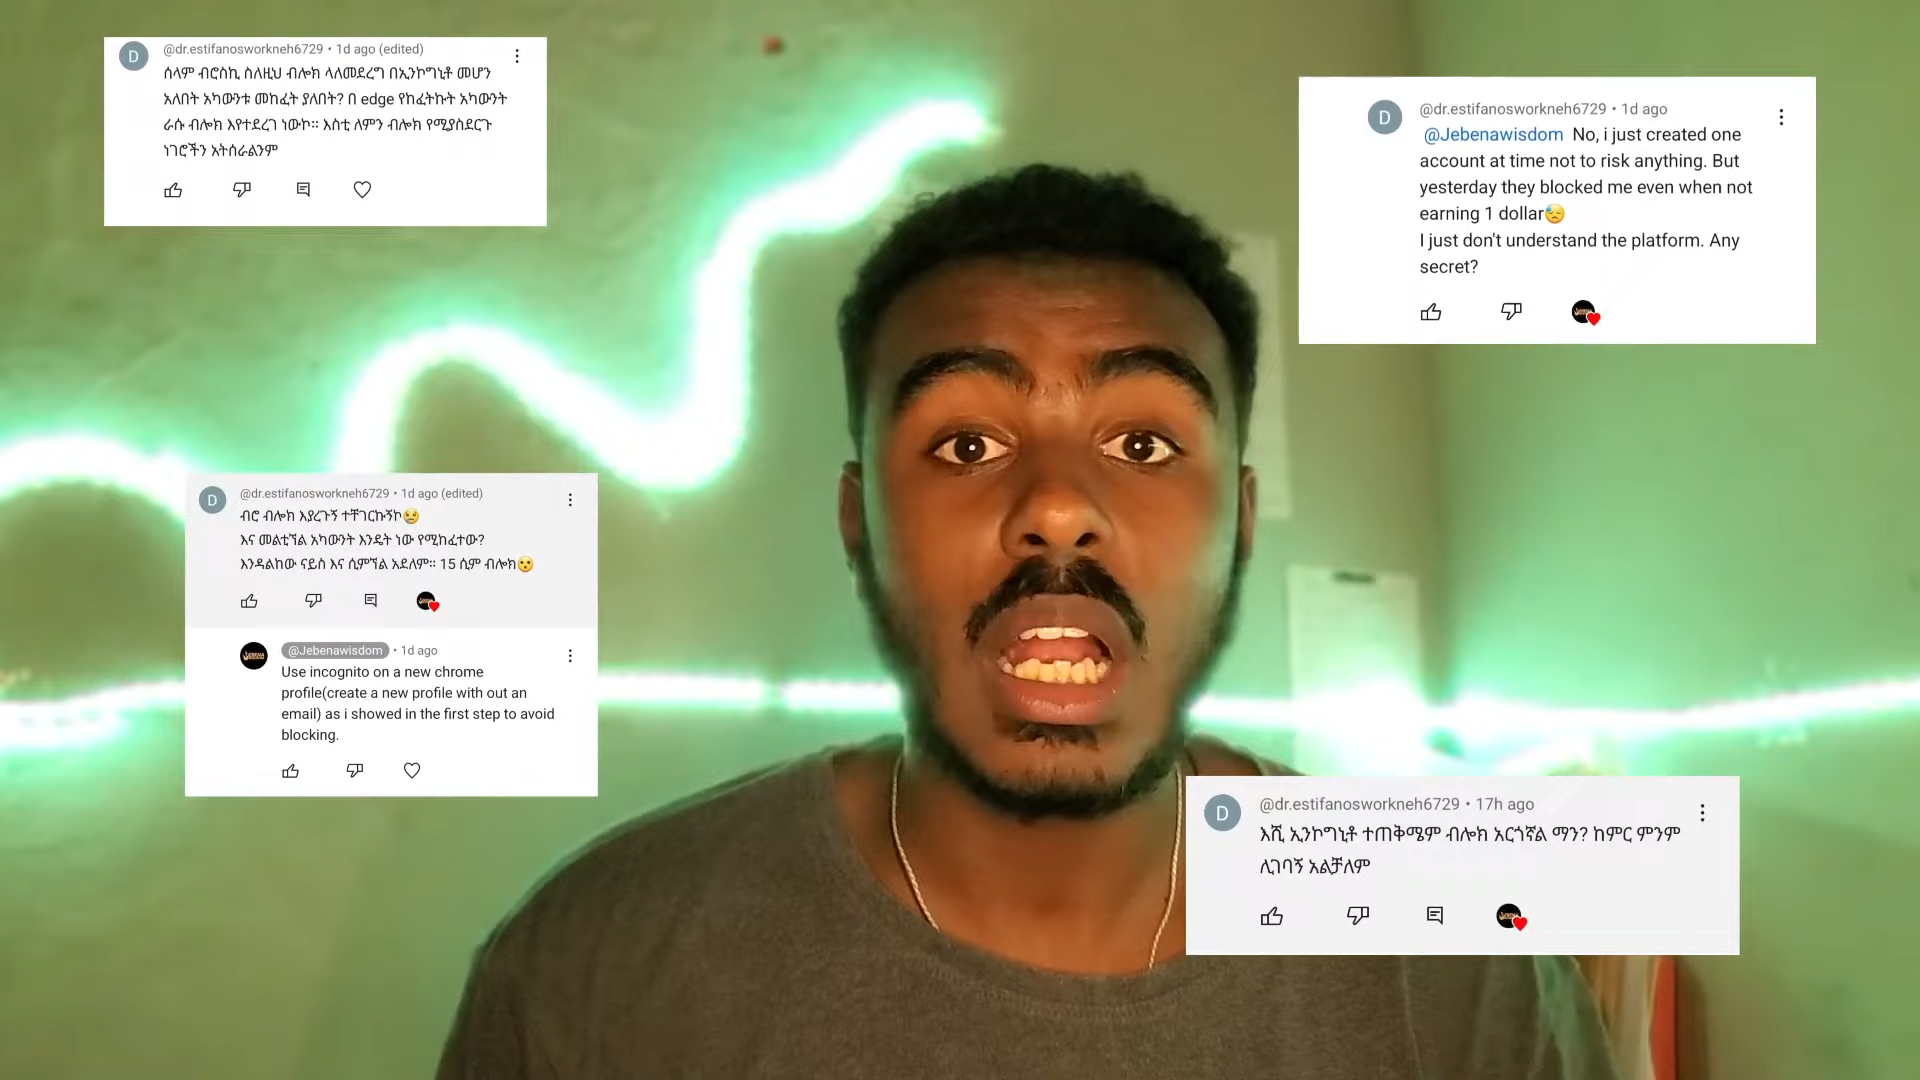 @dr.estifanosworkneh6729 • 1d ago (edited)
ሰላም ብሮስኪ ስለዚህ ብሎክ ላለመደረግ በኢንኮግኒቶ መሆን
አለበት አካውንቱ መከፈት ያለበት? በ edge የከፈትኩት አካውንት
ራሱ ብሎክ እየተደረገ ነውኮ። እስቲ ለምን ብሎክ የሚያስደርጉ
ነገሮችን አትሰራልንም
@dr.estifanosworkneh6729 • 1d ago
@Jebenawisdom No, i just created one
account at time not to risk anything. But
yesterday they blocked me even when not
earning 1 dollar😓
I just don't understand the platform. Any
secret?
@dr.estifanosworkneh6729 • 1d ago (edited)
ብሮ ብሎክ እያረጉኝ ተቸገርኩኝኮ😢
እና መልቲፕል አካውንት እንዴት ነው የሚከፈተው?
እንዳልከው ናይስ እና ሲምፕል አደለም። 15 ሲም ብሎክ😯
@Jebenawisdom • 1d ago
Use incognito on a new chrome
profile(create a new profile with out an
email) as i showed in the first step to avoid
blocking.
@dr.estifanosworkneh6729 • 17h ago
እሺ ኢንኮግኒቶ ተጠቅሜም ብሎክ አርጎኛል ማን? ከምር ምንም
ሊገባኝ አልቻለም